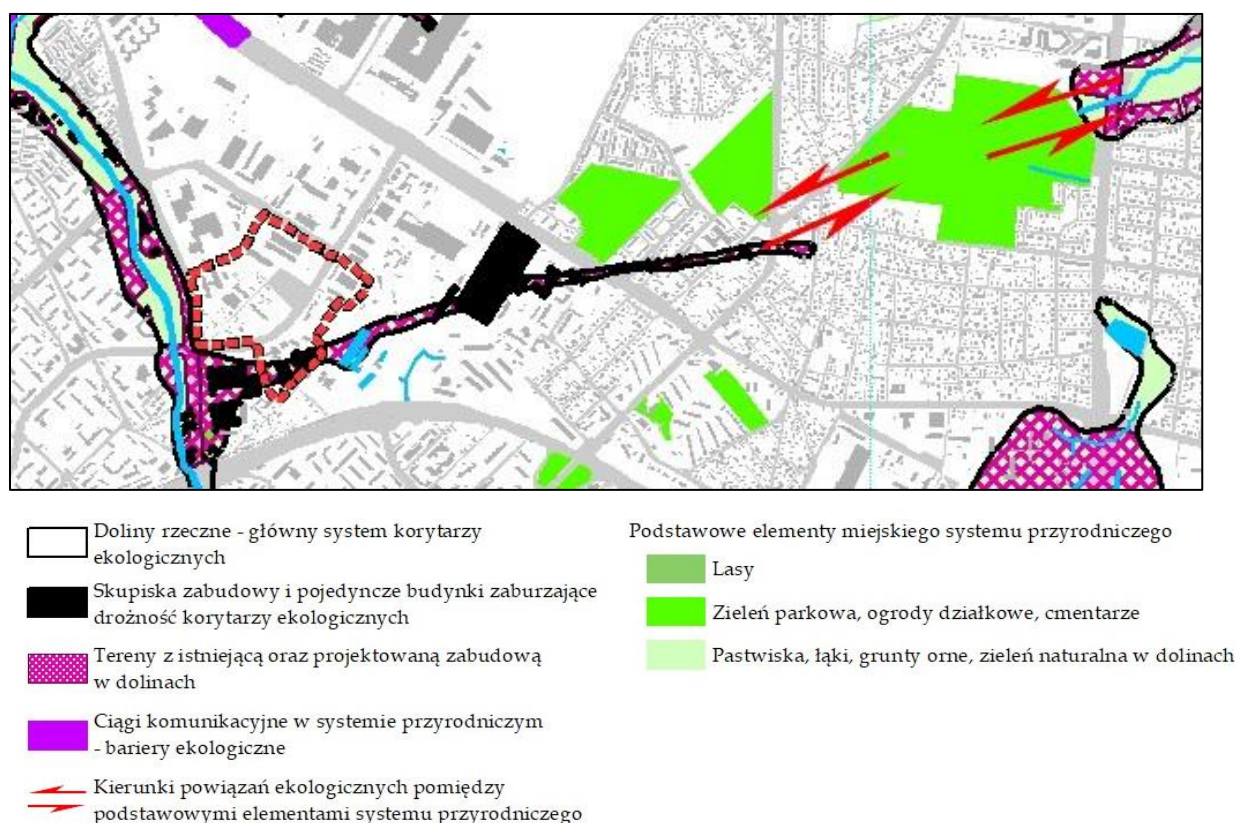 Doliny rzeczne - główny system korytarzy
ekologicznych
Skupiska zabudowy i pojedyncze budynki zaburzające
drożność korytarzy ekologicznych
Tereny z istniejącą oraz projektowaną zabudową
w dolinach
Ciągi komunikacyjne w systemie przyrodniczym
- bariery ekologiczne
Kierunki powiązań ekologicznych pomiędzy
podstawowymi elementami systemu przyrodniczego
Podstawowe elementy miejskiego systemu przyrodniczego
Lasy
Zieleń parkowa, ogrody działkowe, cmentarze
Pastwiska, łąki, grunty orne, zieleń naturalna w dolinach